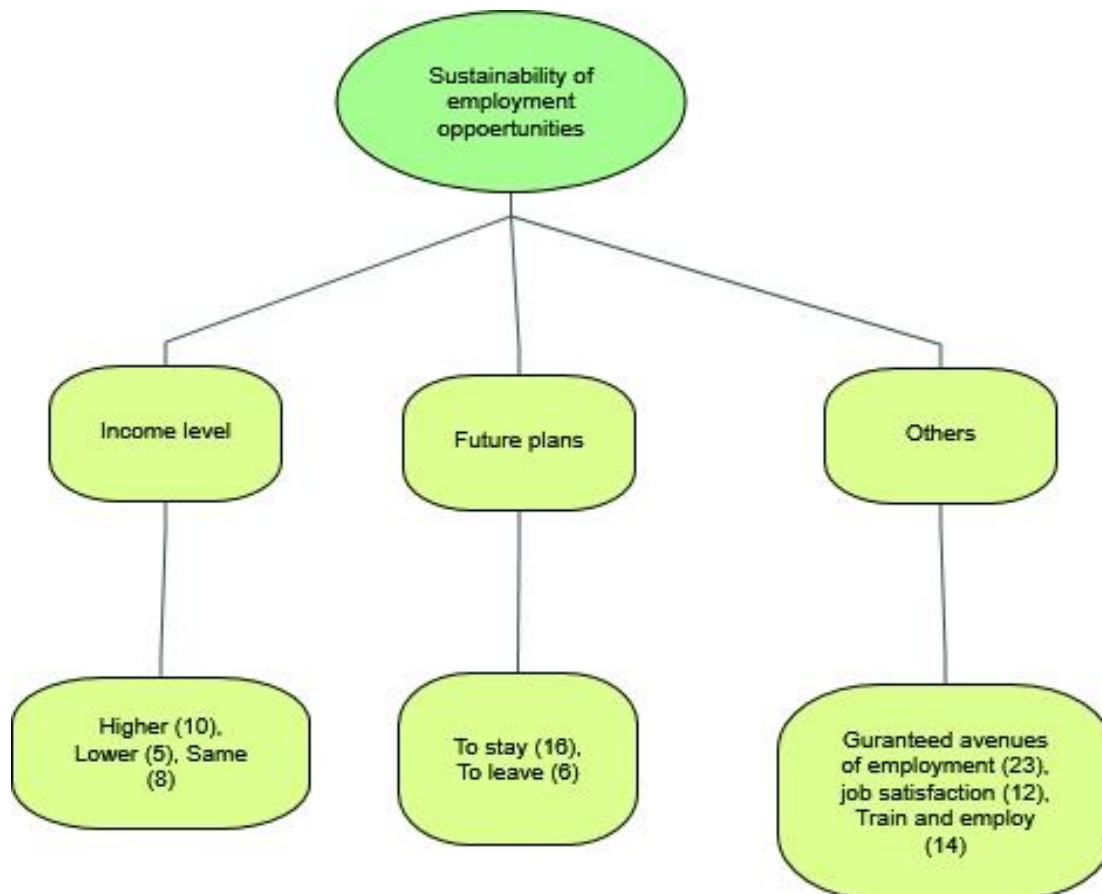 Sustainability of
employment
oppoertunities
Income level
Future plans
Others
Higher (10),
Lower (5), Same
(8)
To stay (16),
To leave (6)
Guranteed avenues
of employment (23),
job satisfaction (12),
Train and employ
(14)